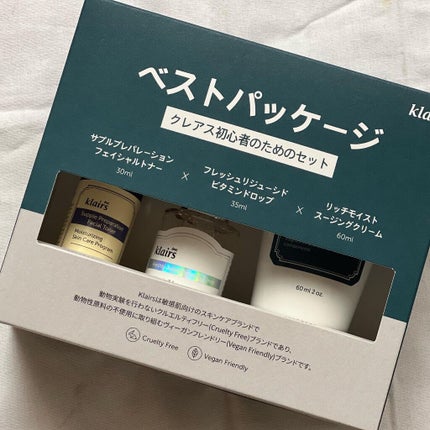 ベストパッケージ
クレアス初心者のためのセット
サプルプレパレーション
フェイシャルトナー
30ml
×
フレッシュリジュースド
ビタミンドロップ
35ml
×
リッチモイスト
スージングクリーム
60ml
klairs
Supple Preparation
Facial Toner
Moisturizing
Skin Care Program
klairs
60ml 2 oz.
Klairsは敏感肌向けのスキンケアブランドで
動物実験を行わないクルエルティフリー(Cruelty Free)ブランドであり、
動物性原料の不使用に取り組むヴィーガンフレンドリー(Vegan Friendly)ブランドです。
Cruelty Free
Vegan Friendly